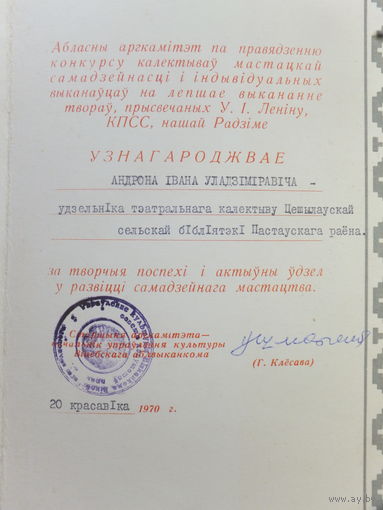 Абласны аргкамітэт па правядзенню
конкурсу калектываў мастацкай
самадзейнасці і індывідуальных
выканаўцаў на лепшае выкананне
твораў, прысвечаных У. І. Леніну,
КПСС, нашай Радзіме
УЗНАГАРОДЖВАЕ
АНДРОНА ІВАНА УЛАДЗІМІРАВІЧА –
удзельніка тэатральнага калектыву Цешылаўскай
сельскай бібліятэкі Пастаўскага раёна.
за творчыя поспехі і актыўны ўдзел
у развіцці самадзейнага мастацтва.
Старшыня аргкамітэта—
начальнік упраўлення культуры
Віцебскага аблвыканкома
(Г. Клёсава)
20 красавіка 1970 г.
www.ay.by